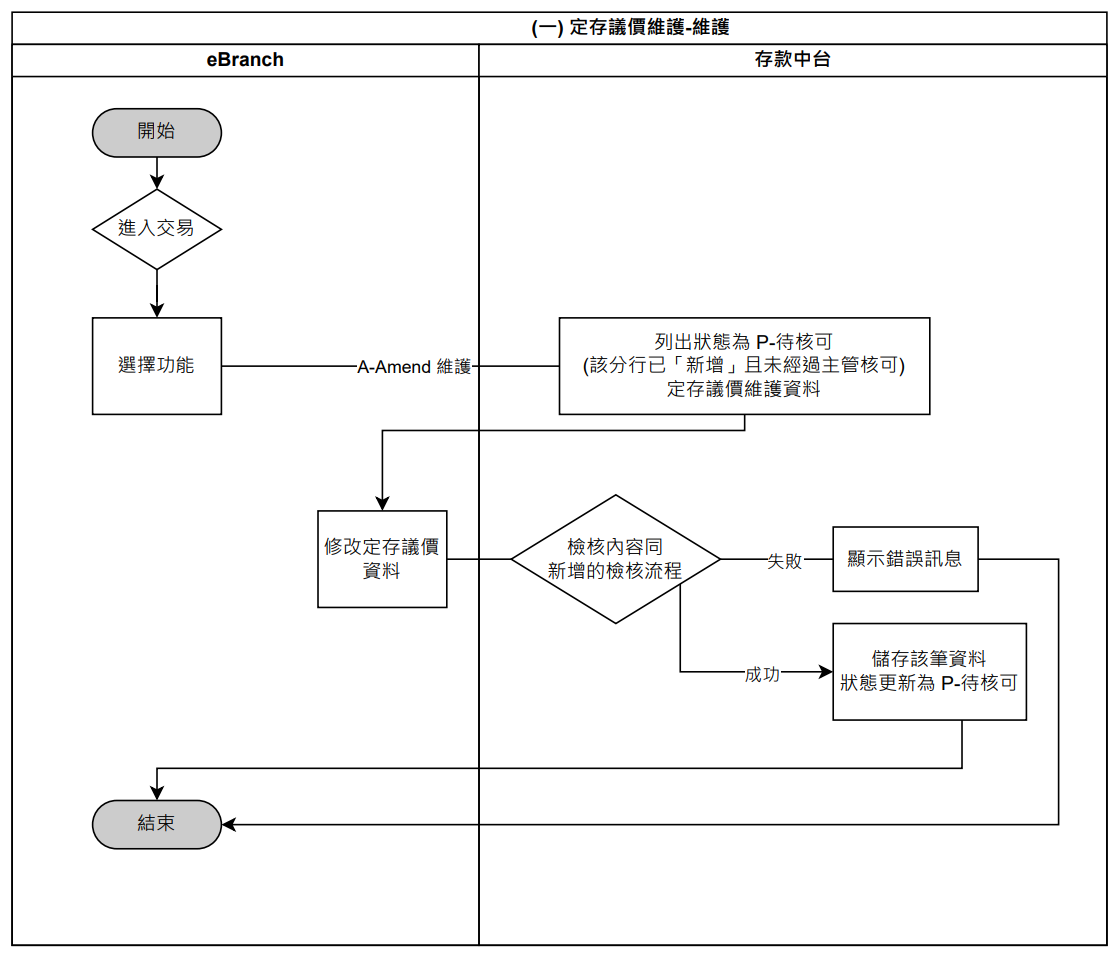 (一) 定存議價維護-維護
eBranch
存款中台
開始
進入交易
選擇功能
A-Amend 維護
列出狀態為 P-待核可
(該分行已「新增」且未經過主管核可)
定存議價維護資料
修改定存議價
資料
檢核內容同
新增的檢核流程
失敗
顯示錯誤訊息
成功
儲存該筆資料
狀態更新為 P-待核可
結束